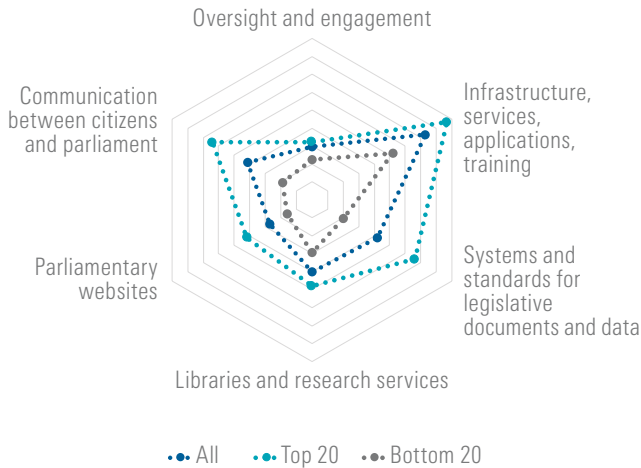 Oversight and engagement
Communication
between citizens
and parliament
Infrastructure,
services,
applications,
training
Parliamentary
websites
Systems and
standards for
legislative
documents and data
Libraries and research services
All
Top 20
Bottom 20